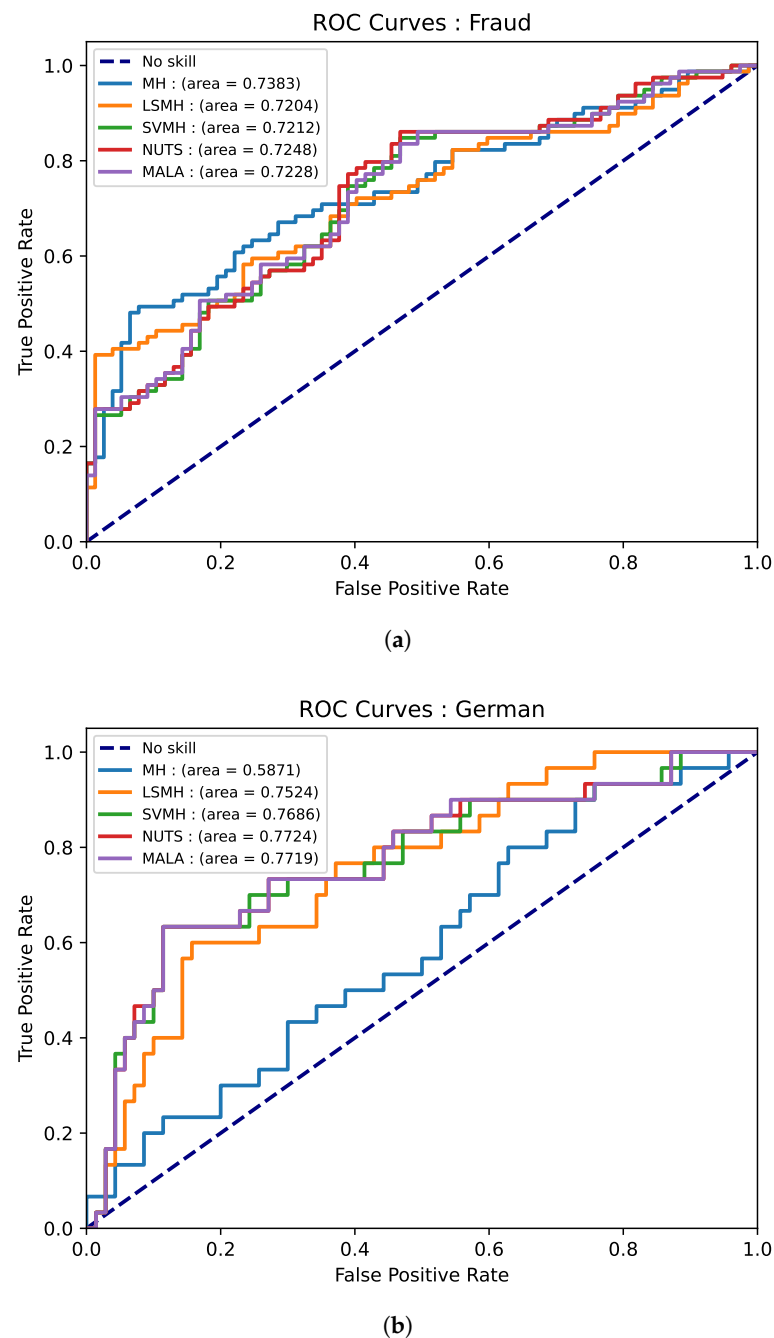 ROC Curves : Fraud
No skill
MH : (area = 0.7383)
LSMH : (area = 0.7204)
SVMH : (area = 0.7212)
NUTS : (area = 0.7248)
MALA : (area = 0.7228)
True Positive Rate
1.0
0.8
0.6
0.4
0.2
0.0
0.0 0.2 0.4 0.6 0.8 1.0
False Positive Rate
(a)
ROC Curves : German
No skill
MH : (area = 0.5871)
LSMH : (area = 0.7524)
SVMH : (area = 0.7686)
NUTS : (area = 0.7724)
MALA : (area = 0.7719)
True Positive Rate
1.0
0.8
0.6
0.4
0.2
0.0
0.0 0.2 0.4 0.6 0.8 1.0
False Positive Rate
(b)